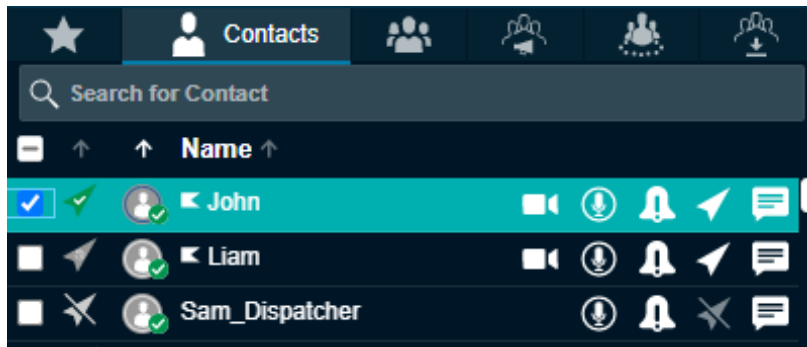 Contacts
Search for Contact
Name
John
Liam
Sam_Dispatcher